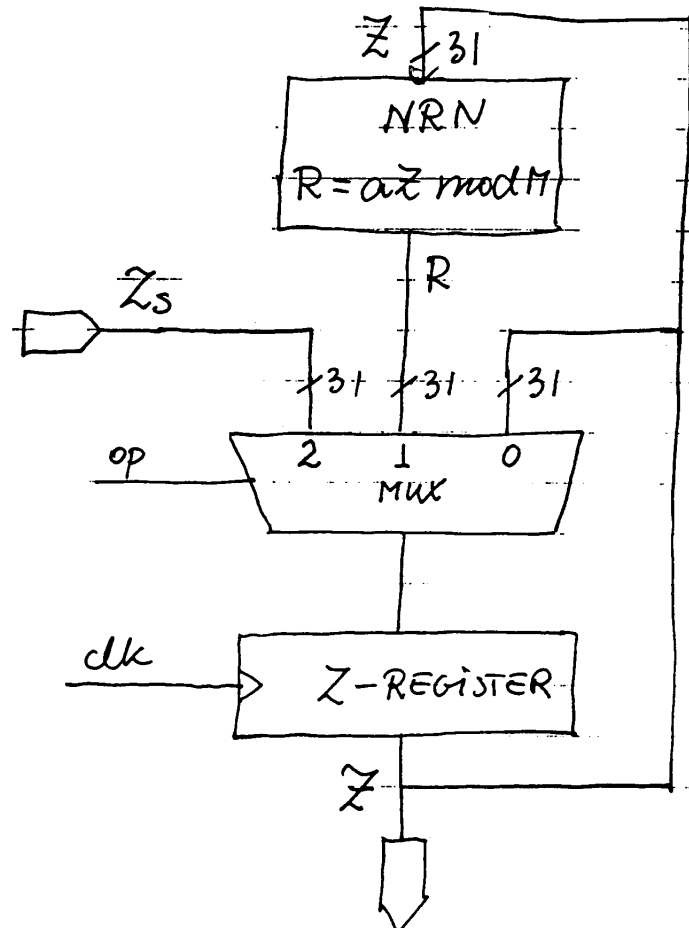 Z 31
NRN
R = aZ mod M
R
Zs
31 31 31
op
2 1 0
MUX
clk
Z-REGISTER
Z